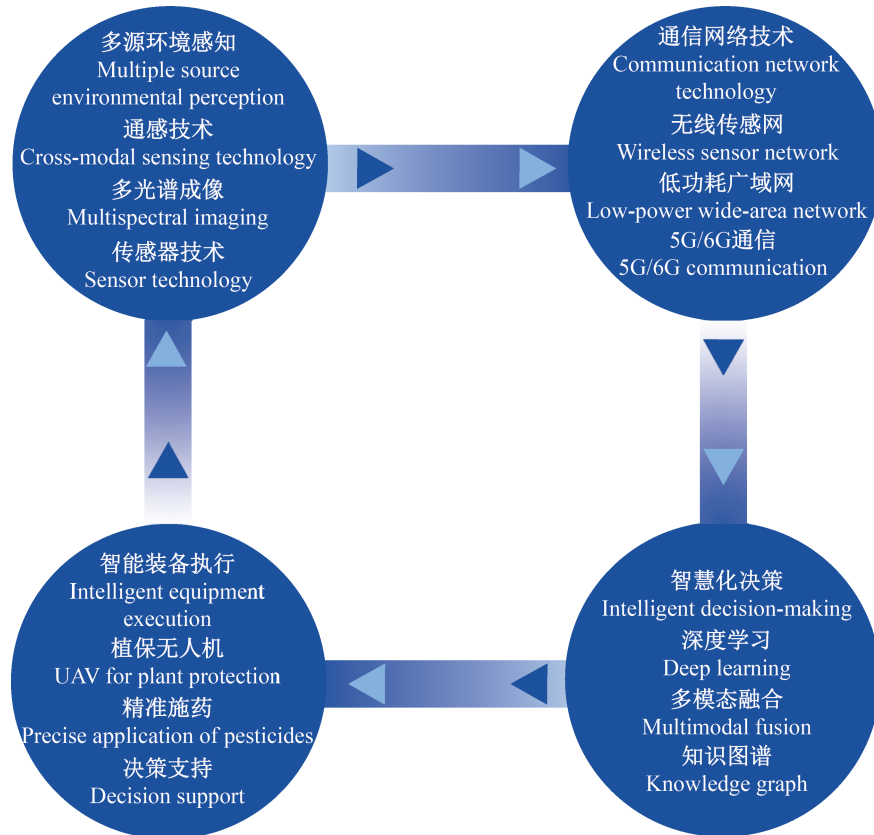 多源环境感知
Multiple source
environmental perception
通感技术
Cross-modal sensing technology
多光谱成像
Multispectral imaging
传感器技术
Sensor technology
通信网络技术
Communication network
technology
无线传感网
Wireless sensor network
低功耗广域网
Low-power wide-area network
5G/6G通信
5G/6G communication
智慧化决策
Intelligent decision-making
深度学习
Deep learning
多模态融合
Multimodal fusion
知识图谱
Knowledge graph
智能装备执行
Intelligent equipment
execution
植保无人机
UAV for plant protection
精准施药
Precise application of pesticides
决策支持
Decision support